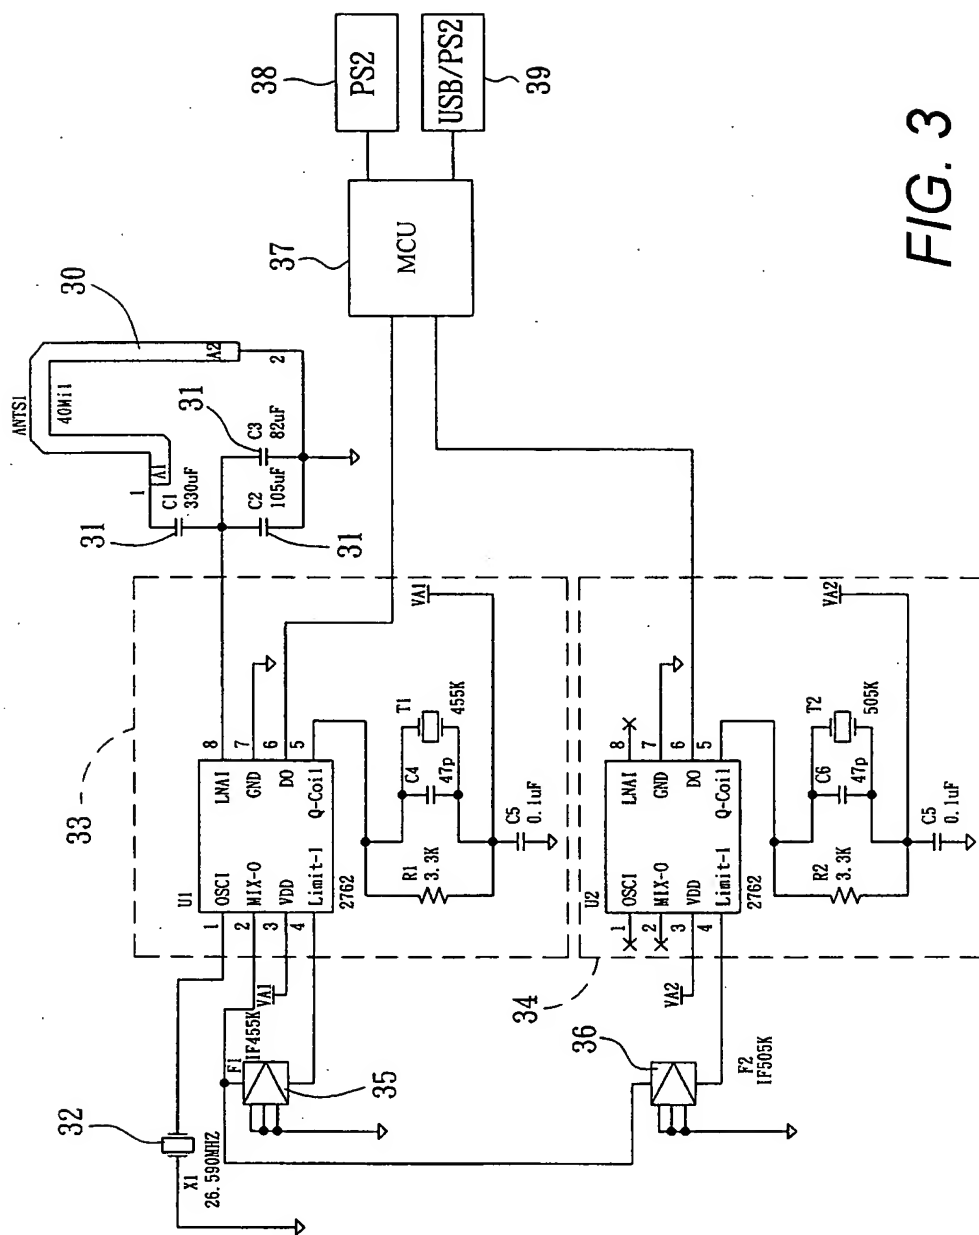 38
PS2
39
USB/PS2
37
MCU
30
ANTS1
40Mil
A1
A2
1
2
31
C1
330uF
31
C3
82uF
31
C2
105uF
33
U1
OSCI
MIX-O
VDD
Limit-1
LNAI
GND
DO
Q-Coil
1
2
3
4
8
7
6
5
2762
VA1
VA1
R1
3.3K
C4
47p
T1
455K
C5
0.1uF
32
X1
26.590MHZ
F1
IF455K
35
34
U2
OSCI
MIX-O
VDD
Limit-1
LNAI
GND
DO
Q-Coil
1
2
3
4
8
7
6
5
2762
VA2
VA2
R2
3.3K
C6
47p
T2
505K
C5
0.1uF
36
F2
IF505K
FIG. 3